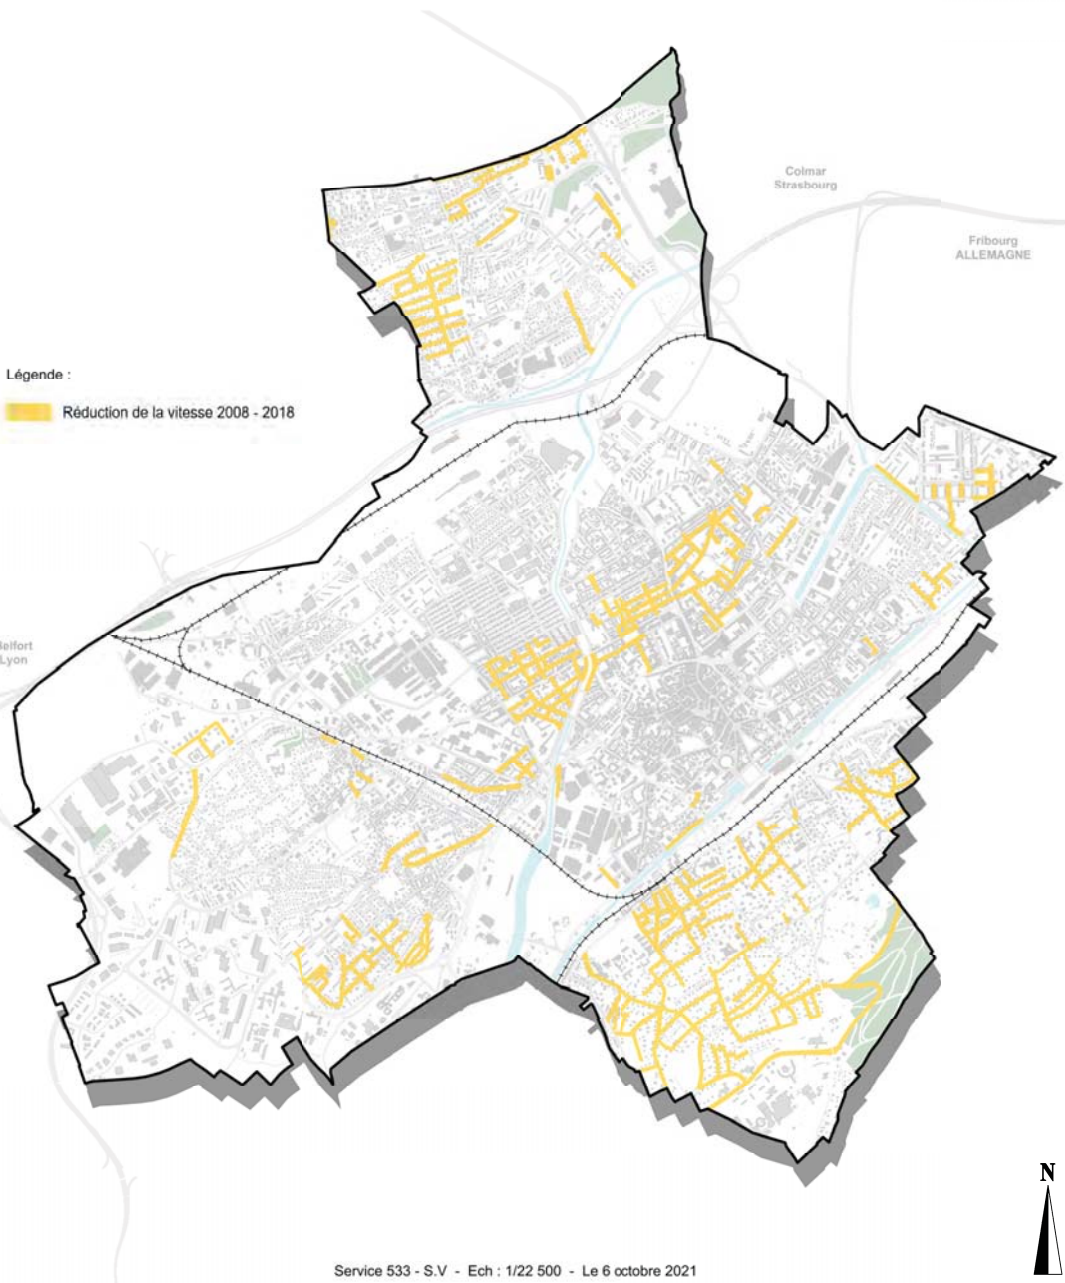 Colmar
Strasbourg
Fribourg
ALLEMAGNE
Légende :
Réduction de la vitesse 2008 - 2018
Belfort
Lyon
N
Service 533 - S.V - Ech : 1/22 500 - Le 6 octobre 2021